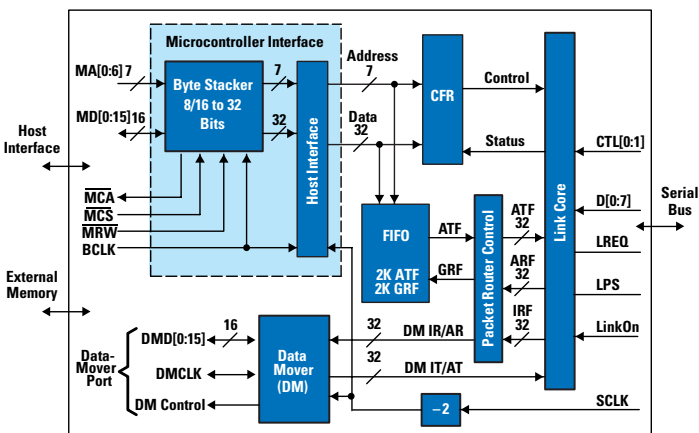 Microcontroller Interface
MA[0:6] 7
Byte Stacker
8/16 to 32
Bits
7
Address
7
CFR
Control
MD[0:15] 16
32
Host Interface
Data
32
Status
Link Core
CTL[0:1]
Host
Interface
MCA
MCS
MRW
BCLK
FIFO
2K ATF
2K GRF
ATF
GRF
Packet Router Control
ATF
32
ARF
32
IRF
32
D[0:7]
Serial
Bus
LREQ
LPS
LinkOn
External
Memory
Data-
Mover
Port
DMD[0:15]
16
DMCLK
DM Control
Data
Mover
(DM)
32
DM IR/AR
32
DM IT/AT
−2
SCLK